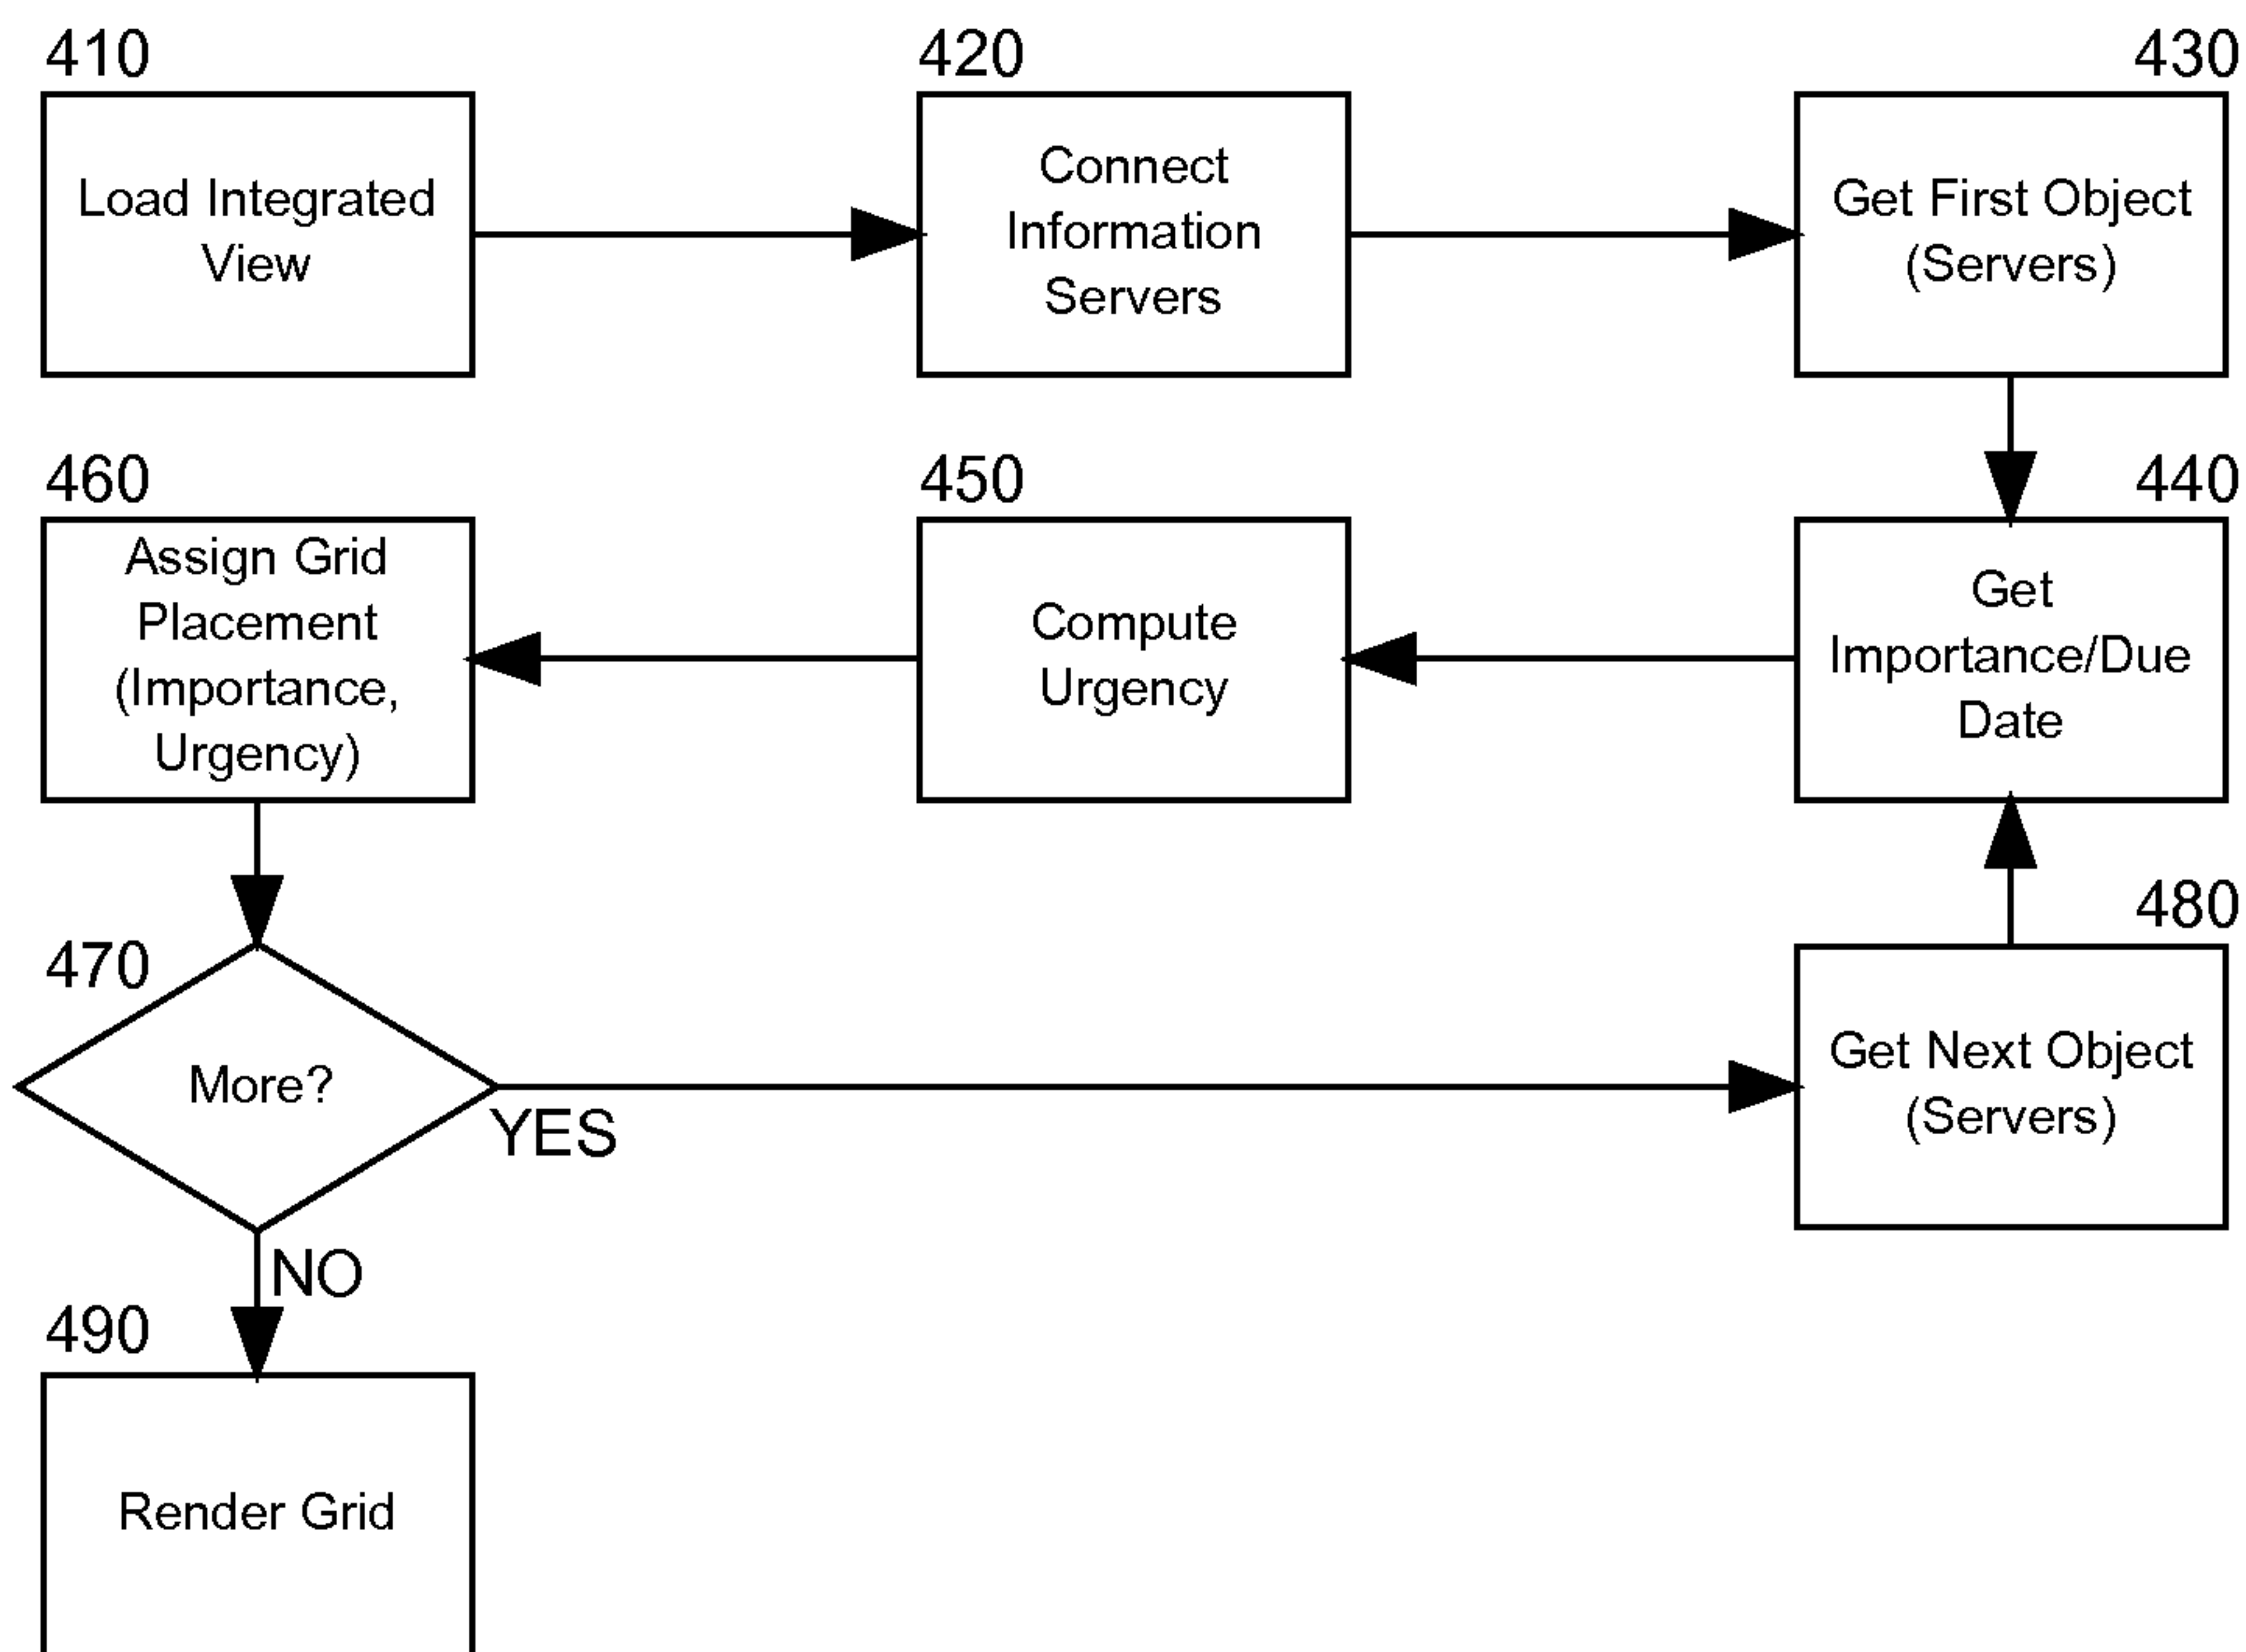 410
Load Integrated
View
420
Connect
Information
Servers
430
Get First Object
(Servers)
460
Assign Grid
Placement
(Importance,
Urgency)
450
Compute
Urgency
440
Get
Importance/Due
Date
470
More?
YES
NO
480
Get Next Object
(Servers)
490
Render Grid